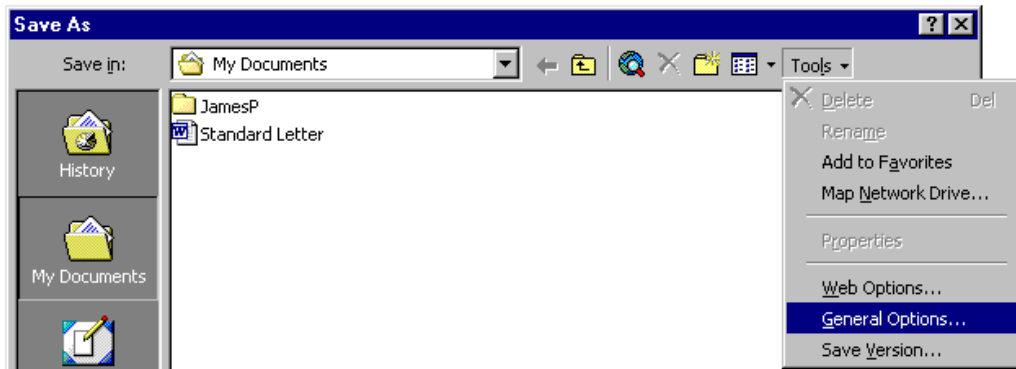 Save As
Save in:
My Documents
Tools
JamesP
Standard Letter
History
My Documents
Delete Del
Rename
Add to Favorites
Map Network Drive...
Properties
Web Options...
General Options...
Save Version...